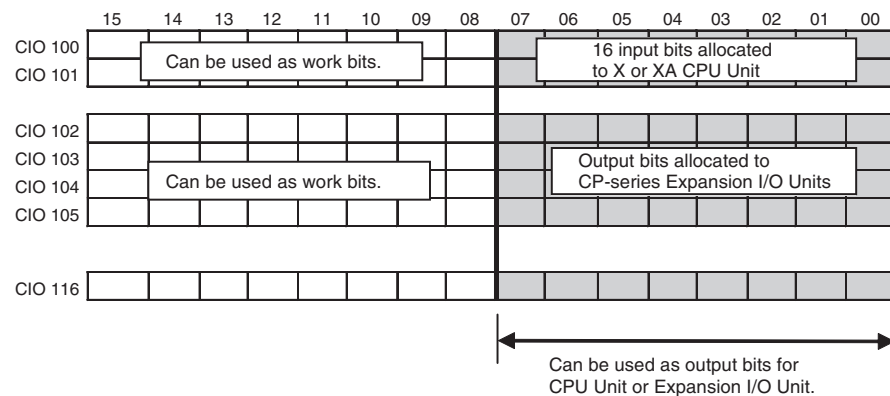 15 14 13 12 11 10 09 08 07 06 05 04 03 02 01 00
CIO 100
CIO 101
Can be used as work bits.
16 input bits allocated
to X or XA CPU Unit
CIO 102
CIO 103
CIO 104
CIO 105
Can be used as work bits.
Output bits allocated to
CP-series Expansion I/O Units
CIO 116
Can be used as output bits for
CPU Unit or Expansion I/O Unit.